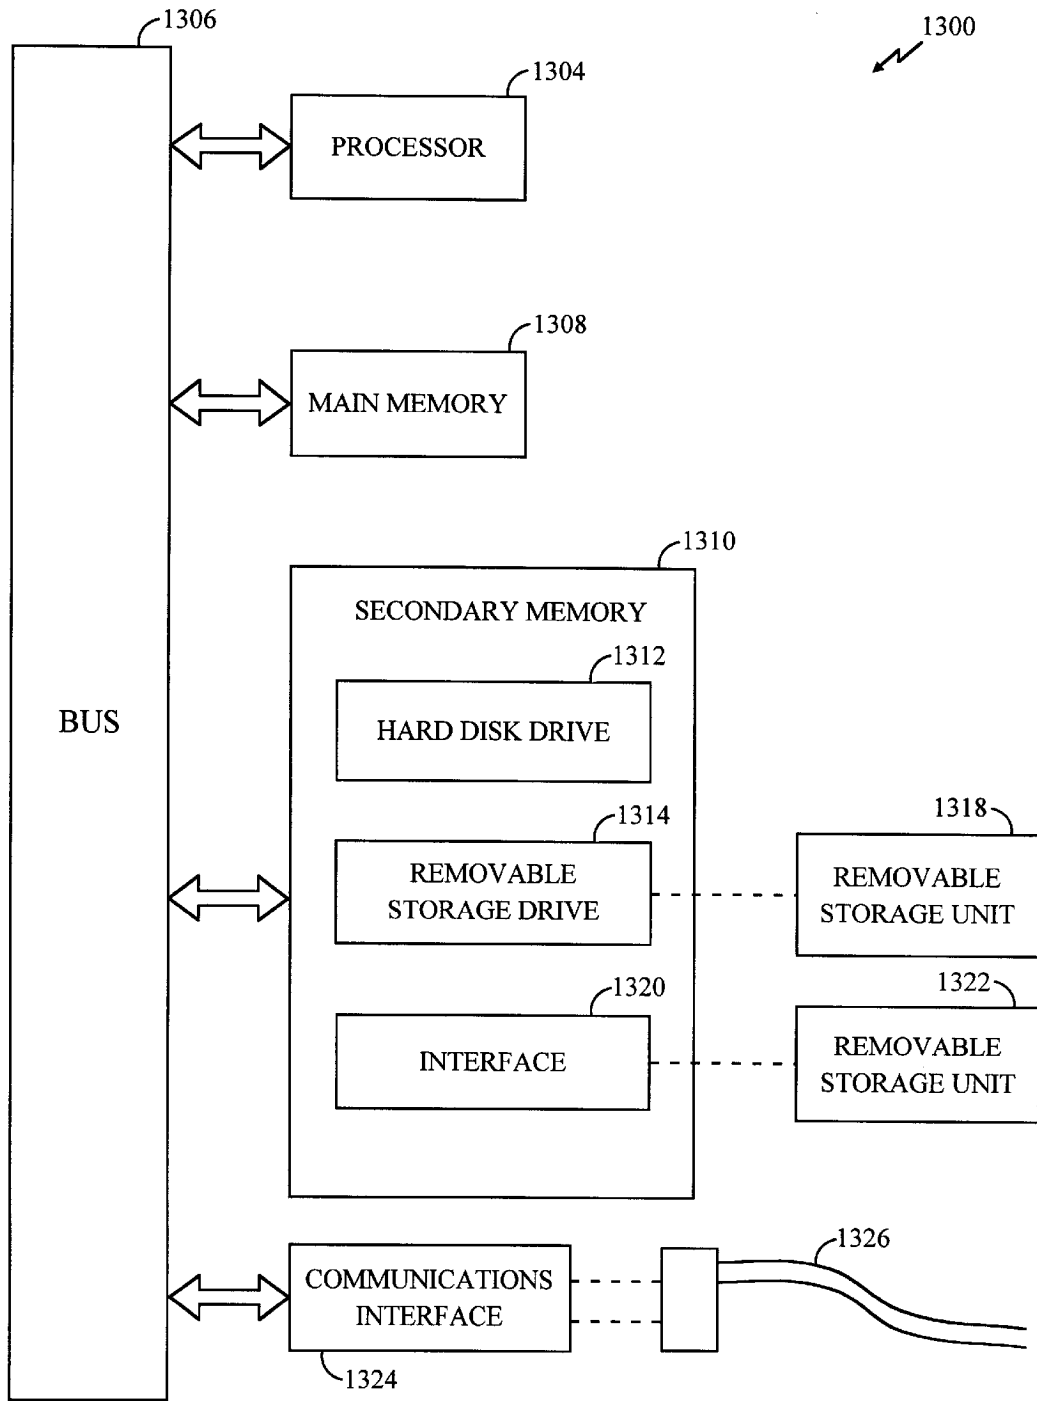 1306
1300
1304
PROCESSOR
1308
MAIN MEMORY
1310
SECONDARY MEMORY
1312
HARD DISK DRIVE
BUS
1314
REMOVABLE
STORAGE DRIVE
1318
REMOVABLE
STORAGE UNIT
1320
INTERFACE
1322
REMOVABLE
STORAGE UNIT
COMMUNICATIONS
INTERFACE
1324
1326